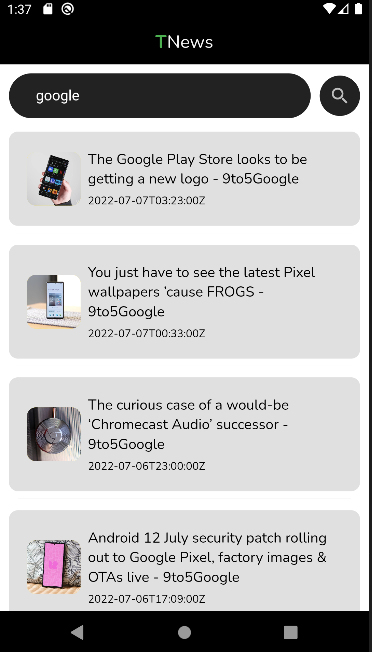 1:37
TNews
google
The Google Play Store looks to be
getting a new logo - 9to5Google
2022-07-07T03:23:00Z
You just have to see the latest Pixel
wallpapers ’cause FROGS -
9to5Google
2022-07-07T00:33:00Z
The curious case of a would-be
‘Chromecast Audio’ successor -
9to5Google
2022-07-06T23:00:00Z
Android 12 July security patch rolling
out to Google Pixel, factory images &
OTAs live - 9to5Google
2022-07-06T17:09:00Z